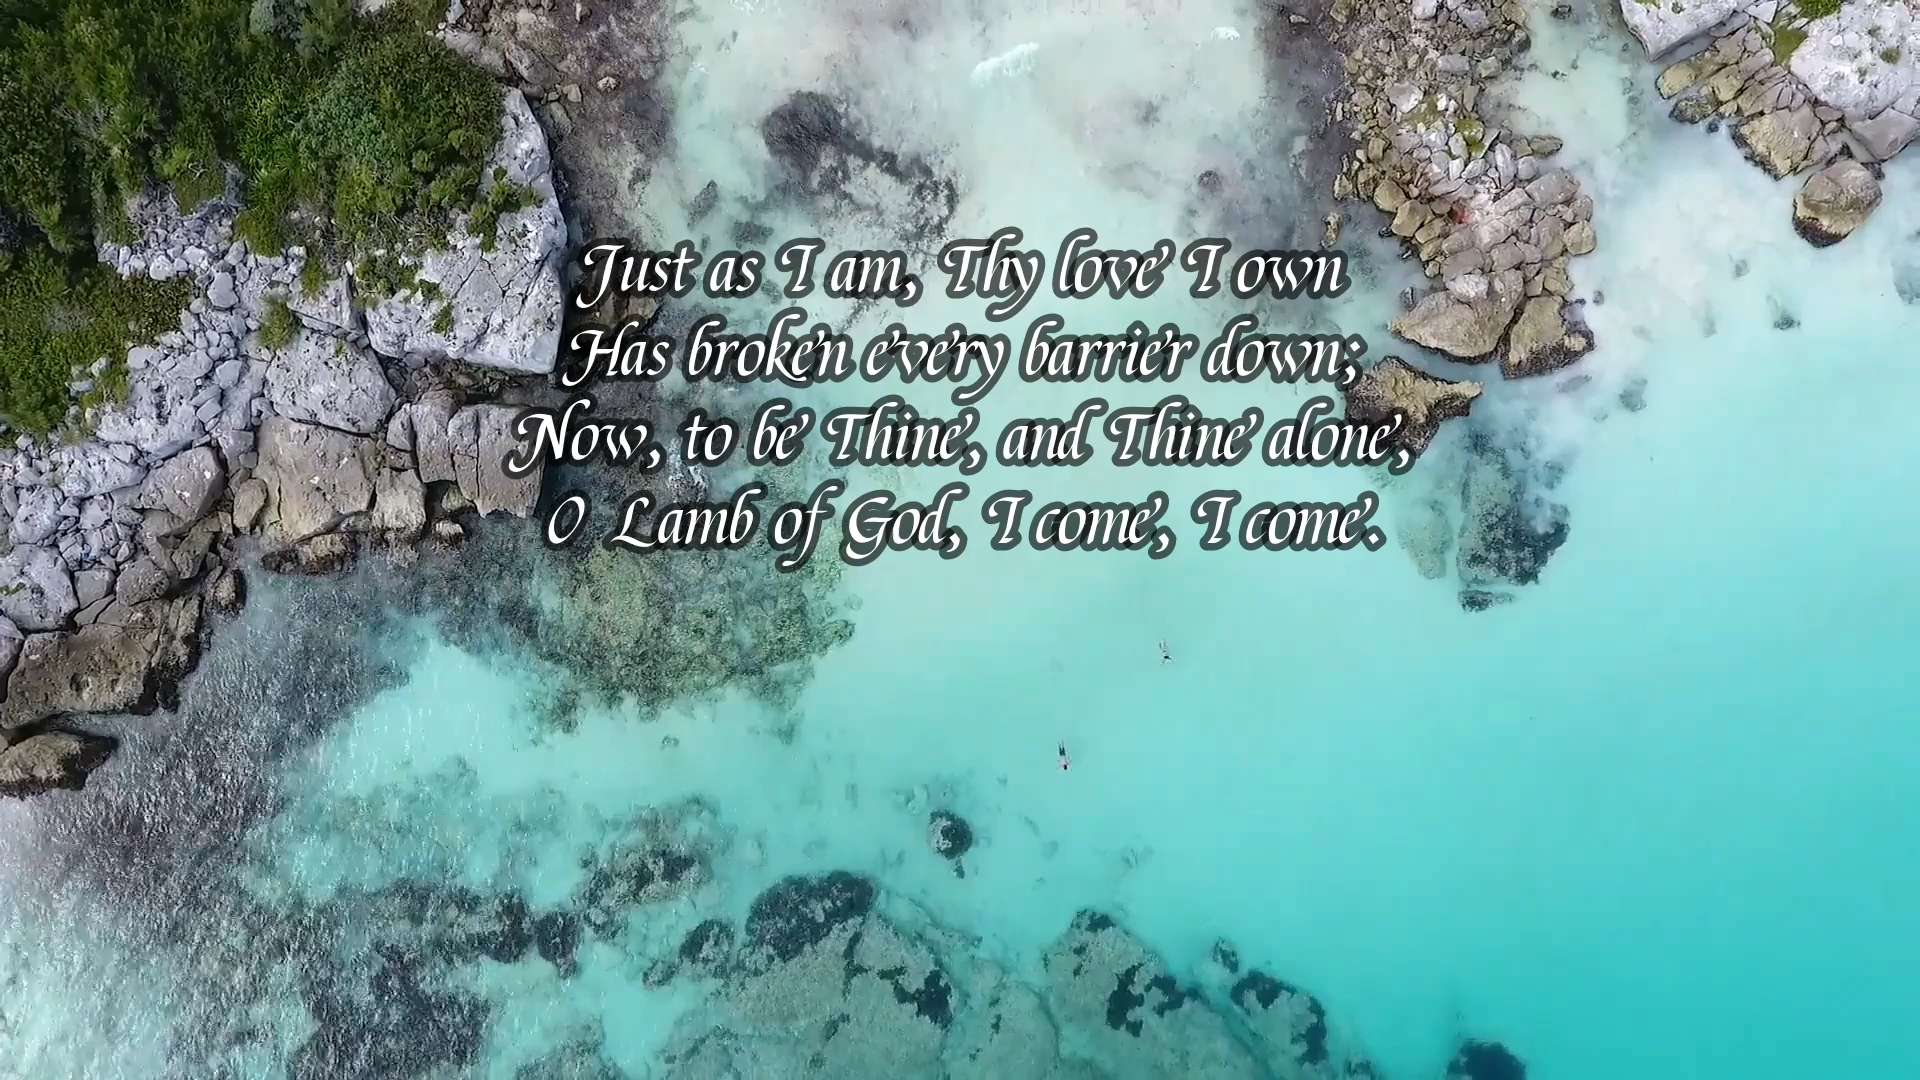 Just as I am, Thy love I own
Has broken every barrier down;
Now, to be Thine, and Thine alone,
O Lamb of God, I come, I come.